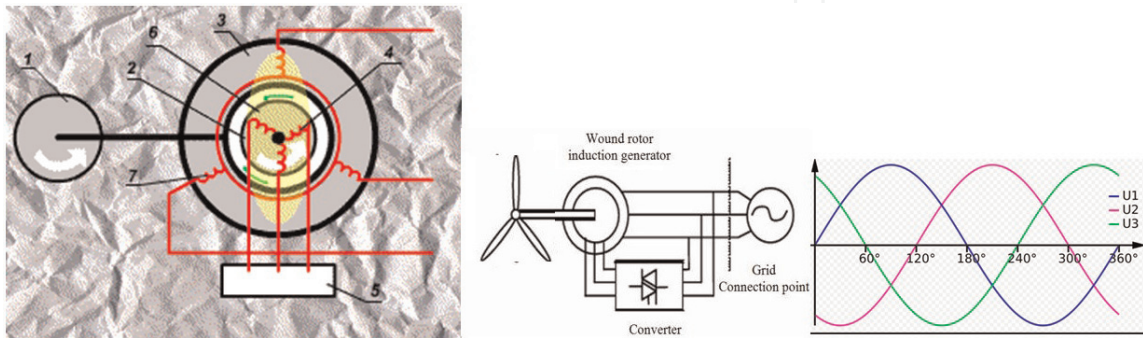 3
6
1
2
4
7
5
Wound rotor
induction generator
Grid
Connection point
Converter
U1
U2
U3
60° 120° 180° 240° 300° 360°